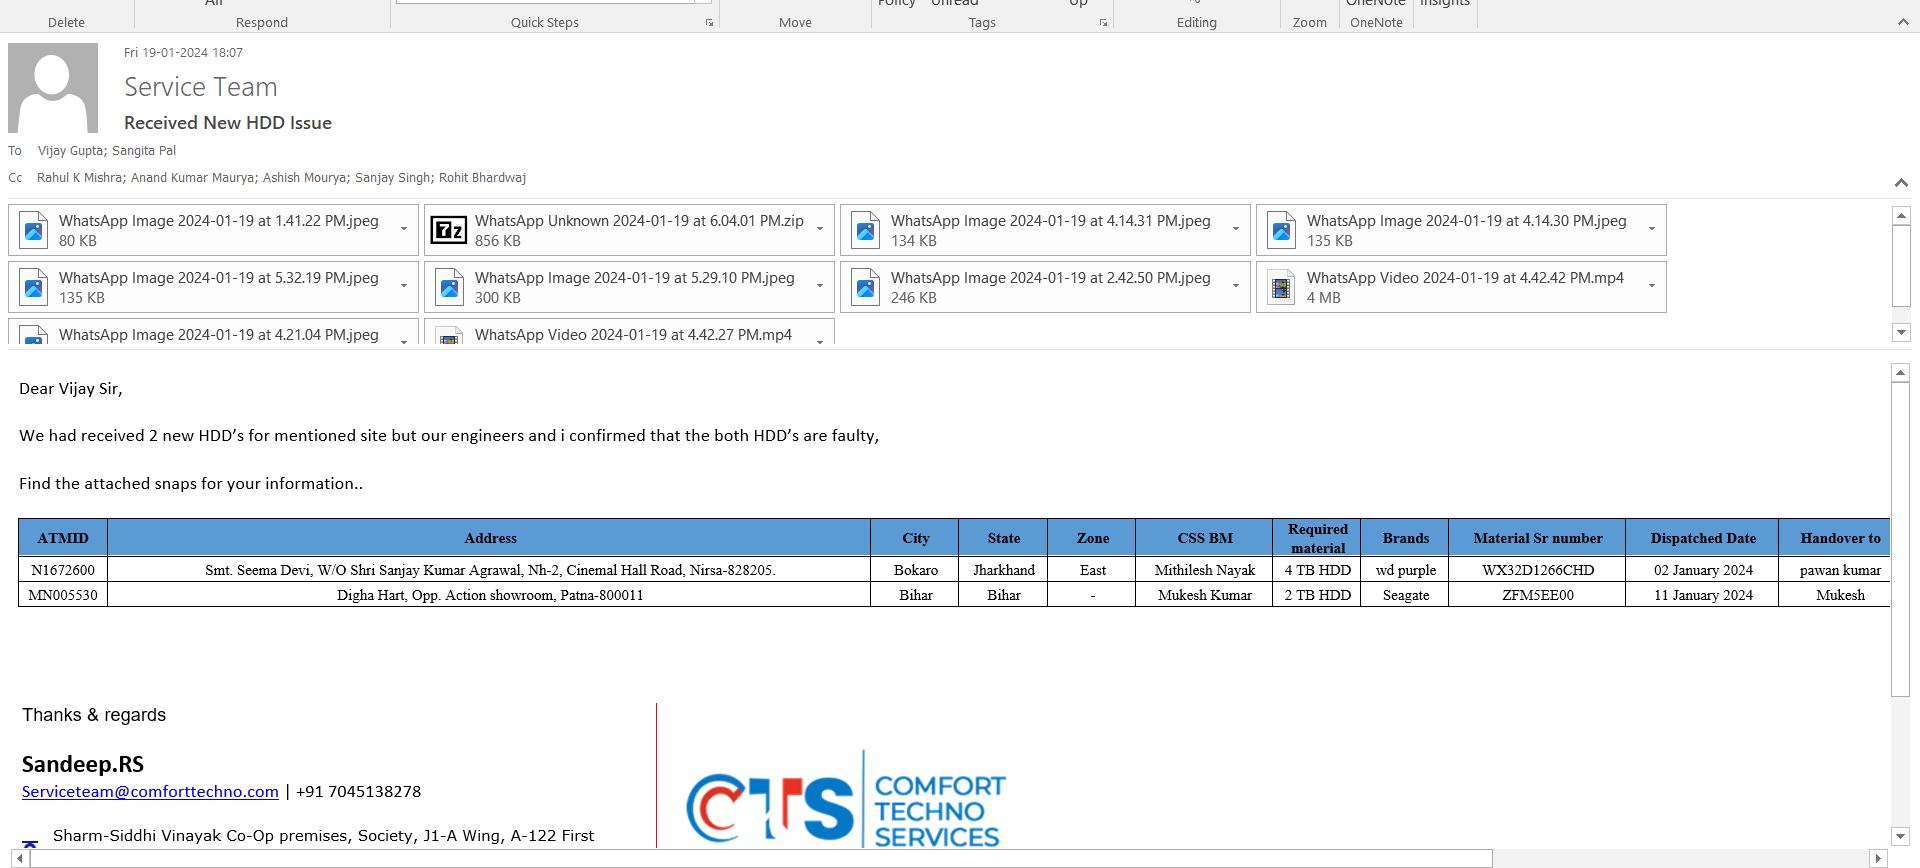 All
Policy Unread Up OneNote Insights
Delete Respond Quick Steps Move Tags Editing Zoom OneNote
Fri 19-01-2024 18:07
Service Team
Received New HDD Issue
To Vijay Gupta; Sangita Pal
Cc Rahul K Mishra; Anand Kumar Maurya; Ashish Mourya; Sanjay Singh; Rohit Bhardwaj
WhatsApp Image 2024-01-19 at 1.41.22 PM.jpeg
80 KB
WhatsApp Unknown 2024-01-19 at 6.04.01 PM.zip
856 KB
WhatsApp Image 2024-01-19 at 4.14.31 PM.jpeg
134 KB
WhatsApp Image 2024-01-19 at 4.14.30 PM.jpeg
135 KB
WhatsApp Image 2024-01-19 at 5.32.19 PM.jpeg
135 KB
WhatsApp Image 2024-01-19 at 5.29.10 PM.jpeg
300 KB
WhatsApp Image 2024-01-19 at 2.42.50 PM.jpeg
246 KB
WhatsApp Video 2024-01-19 at 4.42.42 PM.mp4
4 MB
WhatsApp Image 2024-01-19 at 4.21.04 PM.jpeg
WhatsApp Video 2024-01-19 at 4.42.27 PM.mp4
Dear Vijay Sir,
We had received 2 new HDD’s for mentioned site but our engineers and i confirmed that the both HDD’s are faulty,
Find the attached snaps for your information..
ATMID Address City State Zone CSS BM Required material Brands Material Sr number Dispatched Date Handover to
N1672600 Smt. Seema Devi, W/O Shri Sanjay Kumar Agrawal, Nh-2, Cinemal Hall Road, Nirsa-828205. Bokaro Jharkhand East Mithilesh Nayak 4 TB HDD wd purple WX32D1266CHD 02 January 2024 pawan kumar
MN005530 Digha Hart, Opp. Action showroom, Patna-800011 Bihar Bihar - Mukesh Kumar 2 TB HDD Seagate ZFM5EE00 11 January 2024 Mukesh
Thanks & regards
Sandeep.RS
Serviceteam@comforttechno.com | +91 7045138278
Sharm-Siddhi Vinayak Co-Op premises, Society, J1-A Wing, A-122 First
CTS
COMFORT
TECHNO
SERVICES